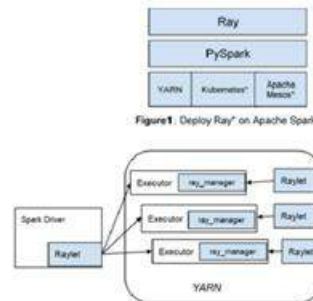 Ray
PySpark
YARN
Kubernetes*
Apache
Mesos*
Figure1. Deploy Ray* on Apache Spark
Executor
ray_manager
Raylet
Executor
ray_manager
Raylet
Spark Driver
Raylet
Executor
ray_manager
Raylet
YARN